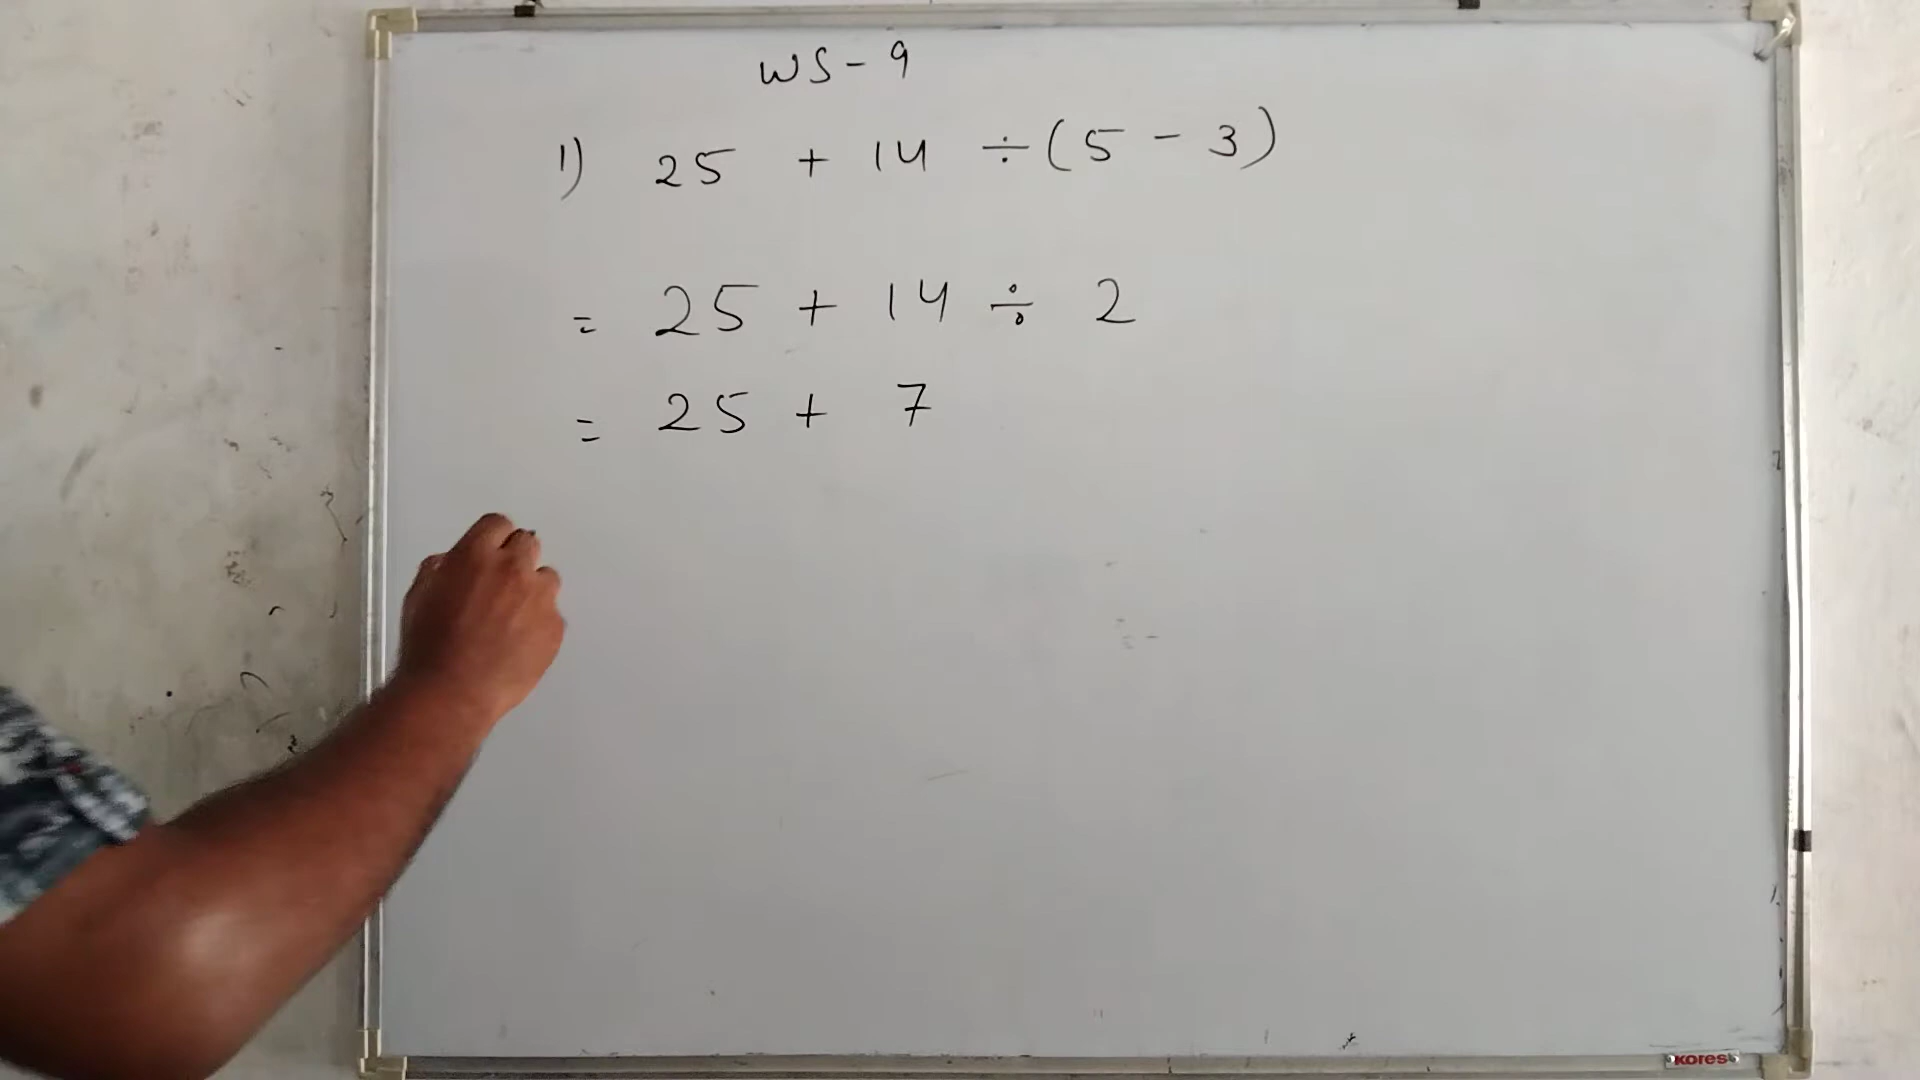 WS - 9
1) 25 + 14 ÷ (5 - 3)
= 25 + 14 ÷ 2
= 25 + 7
KORES